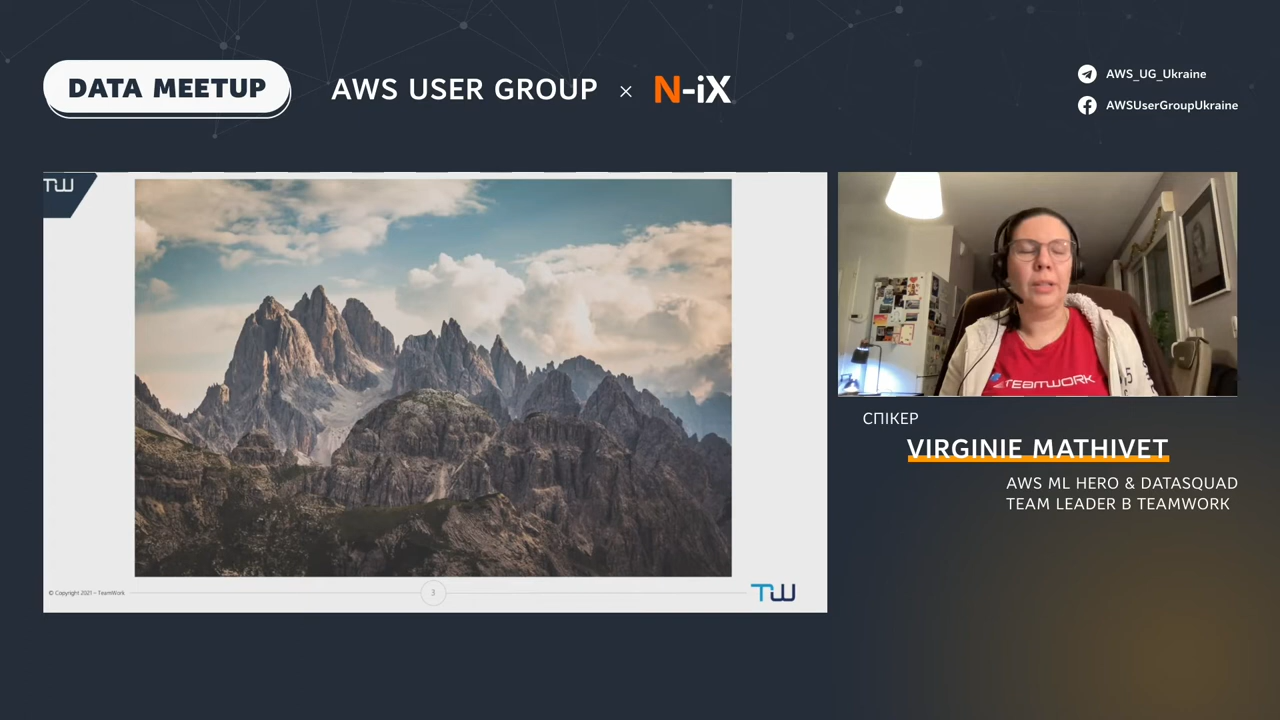 DATA MEETUP
AWS USER GROUP × N-iX
AWS_UG_Ukraine
AWSUserGroupUkraine
TW
TEAMWORK
СПІКЕР
VIRGINIE MATHIVET
AWS ML HERO & DATASQUAD
TEAM LEADER В TEAMWORK
© Copyright 2021 – TeamWork
3
TW